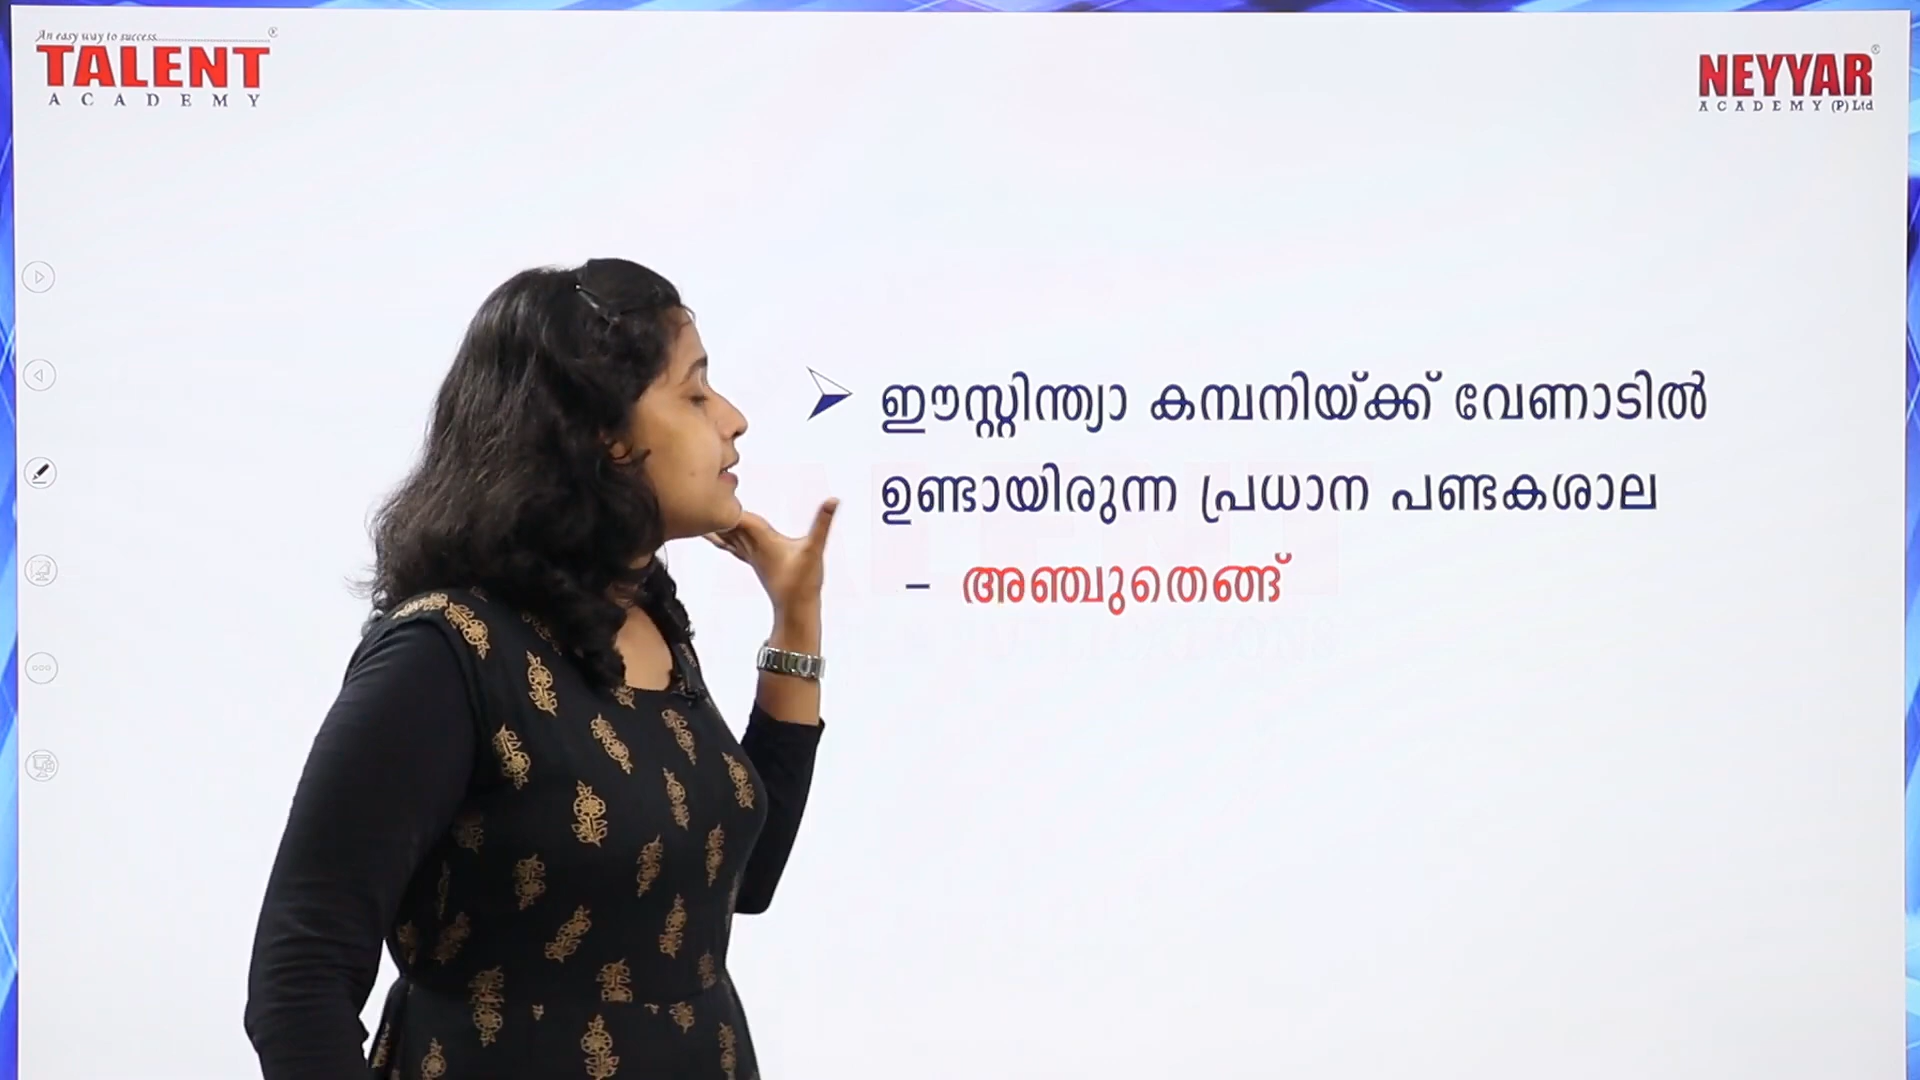 An easy way to success
TALENT
ACADEMY
NEYYAR
ACADEMY (P) Ltd
ഈസ്റ്റിന്ത്യാ കമ്പനിയ്ക്ക് വേണാടിൽ
ഉണ്ടായിരുന്ന പ്രധാന പണ്ടകശാല
– അഞ്ചുതെങ്ങ്